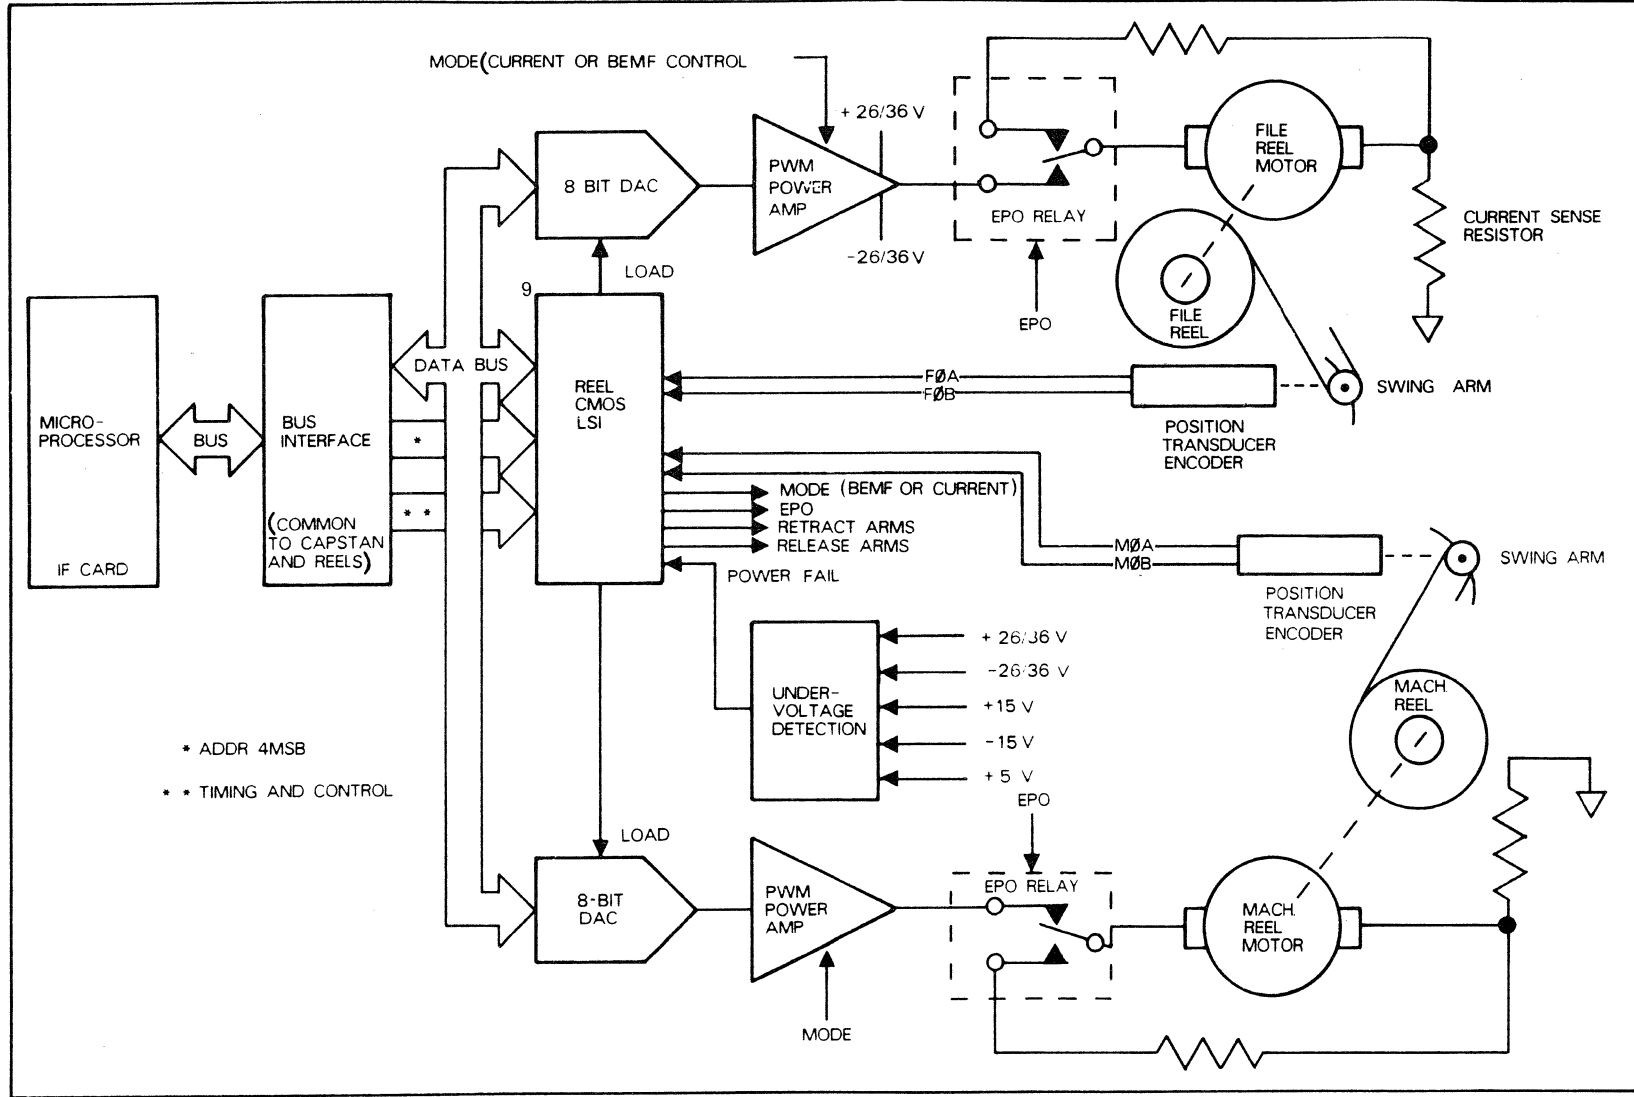 MODE(CURRENT OR BEMF CONTROL
+ 26/36 V
8 BIT DAC
PWM
POWER
AMP
-26/36 V
EPO RELAY
EPO
FILE
REEL
MOTOR
CURRENT SENSE
RESISTOR
FILE
REEL
LOAD
9
MICRO-
PROCESSOR
IF CARD
BUS
BUS
INTERFACE
(COMMON
TO CAPSTAN
AND REELS)
DATA BUS
*
* *
REEL
CMOS
LSI
FØA
FØB
POSITION
TRANSDUCER
ENCODER
SWING ARM
MODE (BEMF OR CURRENT)
EPO
RETRACT ARMS
RELEASE ARMS
POWER FAIL
MØA
MØB
POSITION
TRANSDUCER
ENCODER
SWING ARM
UNDER-
VOLTAGE
DETECTION
+ 26/36 V
-26/36 V
+15 V
-15 V
+ 5 V
MACH.
REEL
* ADDR 4MSB
* * TIMING AND CONTROL
LOAD
8-BIT
DAC
PWM
POWER
AMP
MODE
EPO
EPO RELAY
MACH.
REEL
MOTOR